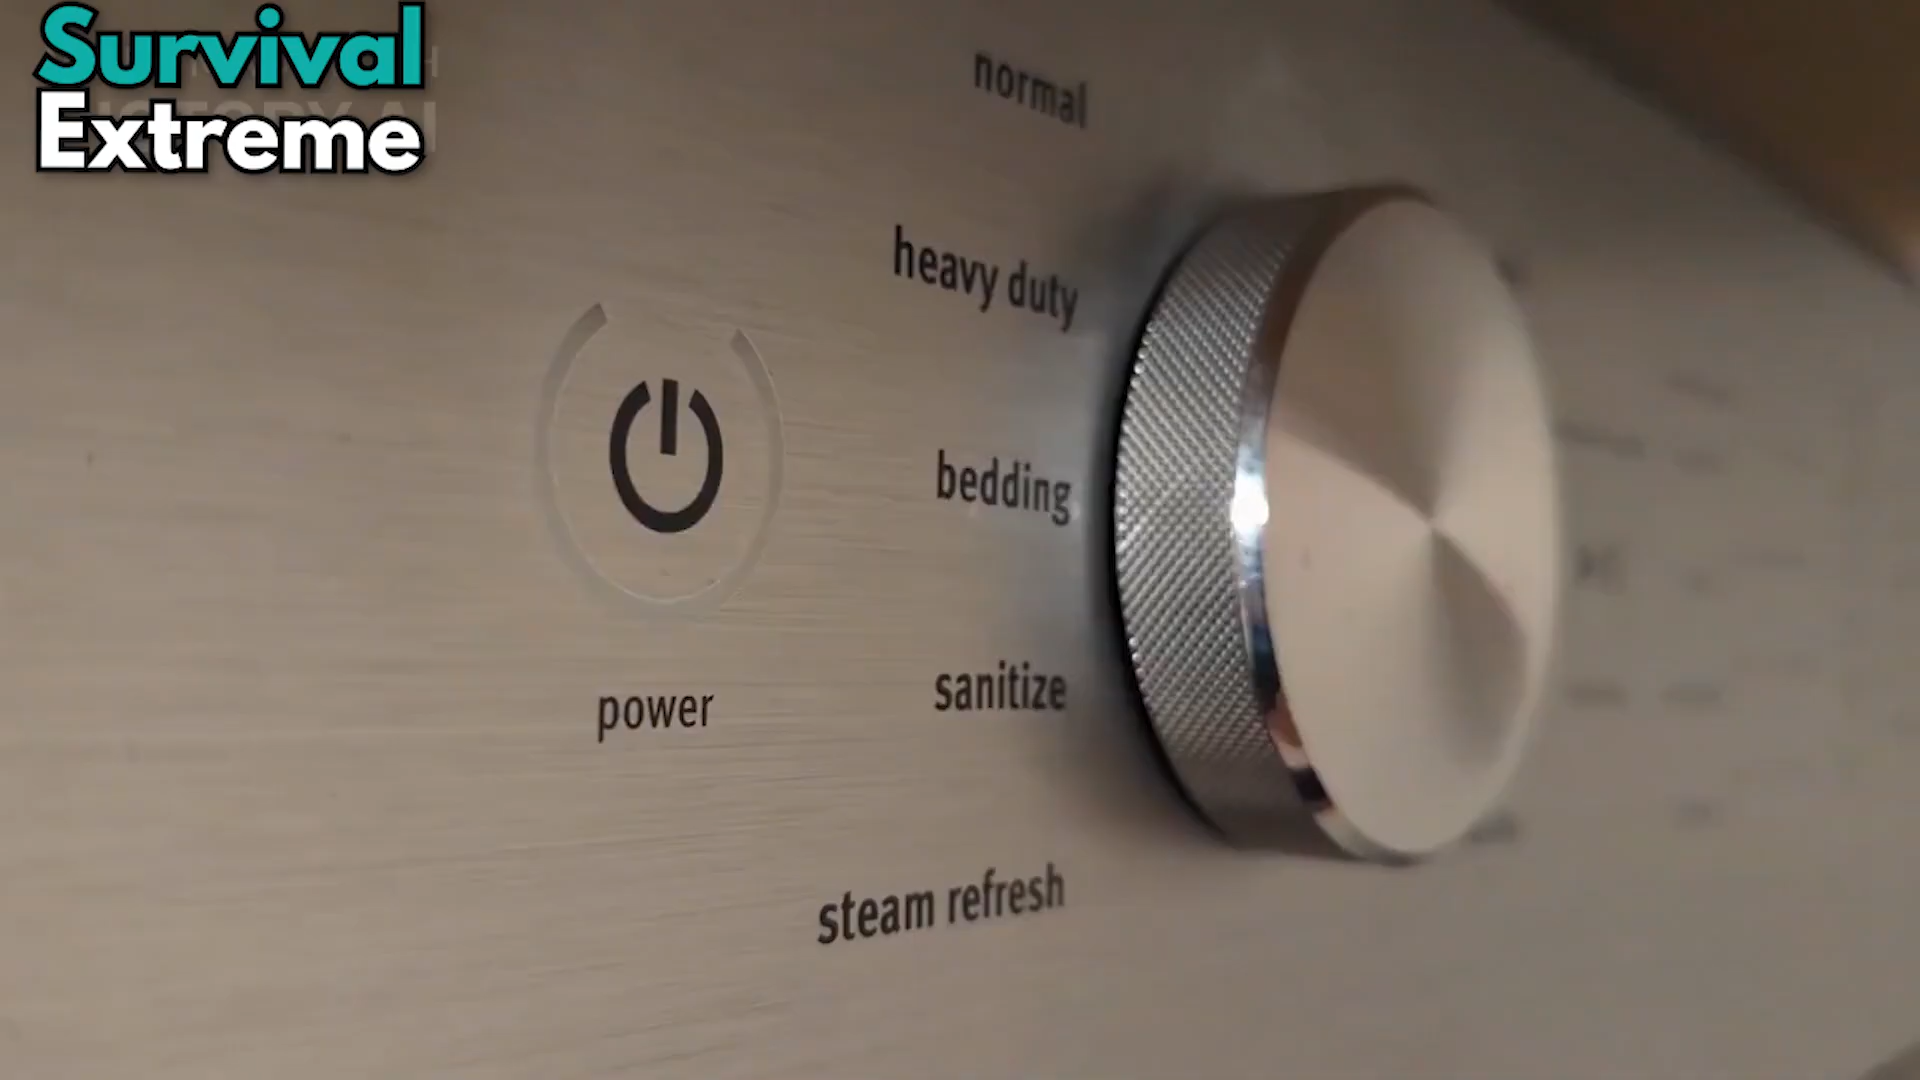 Survival
Extreme
normal
heavy duty
bedding
sanitize
steam refresh
power